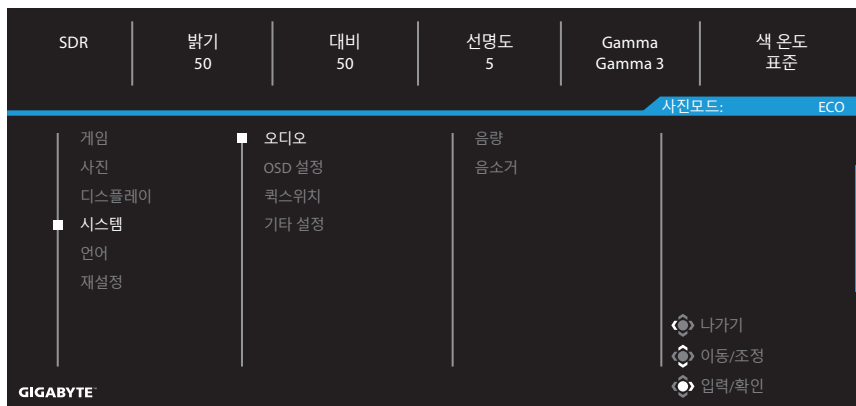 SDR
밝기
50
대비
50
선명도
5
Gamma
Gamma 3
색 온도
표준
사진모드: ECO
게임
사진
디스플레이
시스템
언어
재설정
오디오
OSD 설정
퀵스위치
기타 설정
음량
음소거
나가기
이동/조정
입력/확인
GIGABYTE™